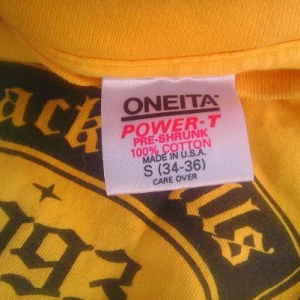 ONEITA
POWER-T
PRE-SHRUNK
100% COTTON
MADE IN U.S.A.
S (34-36)
CARE OVER